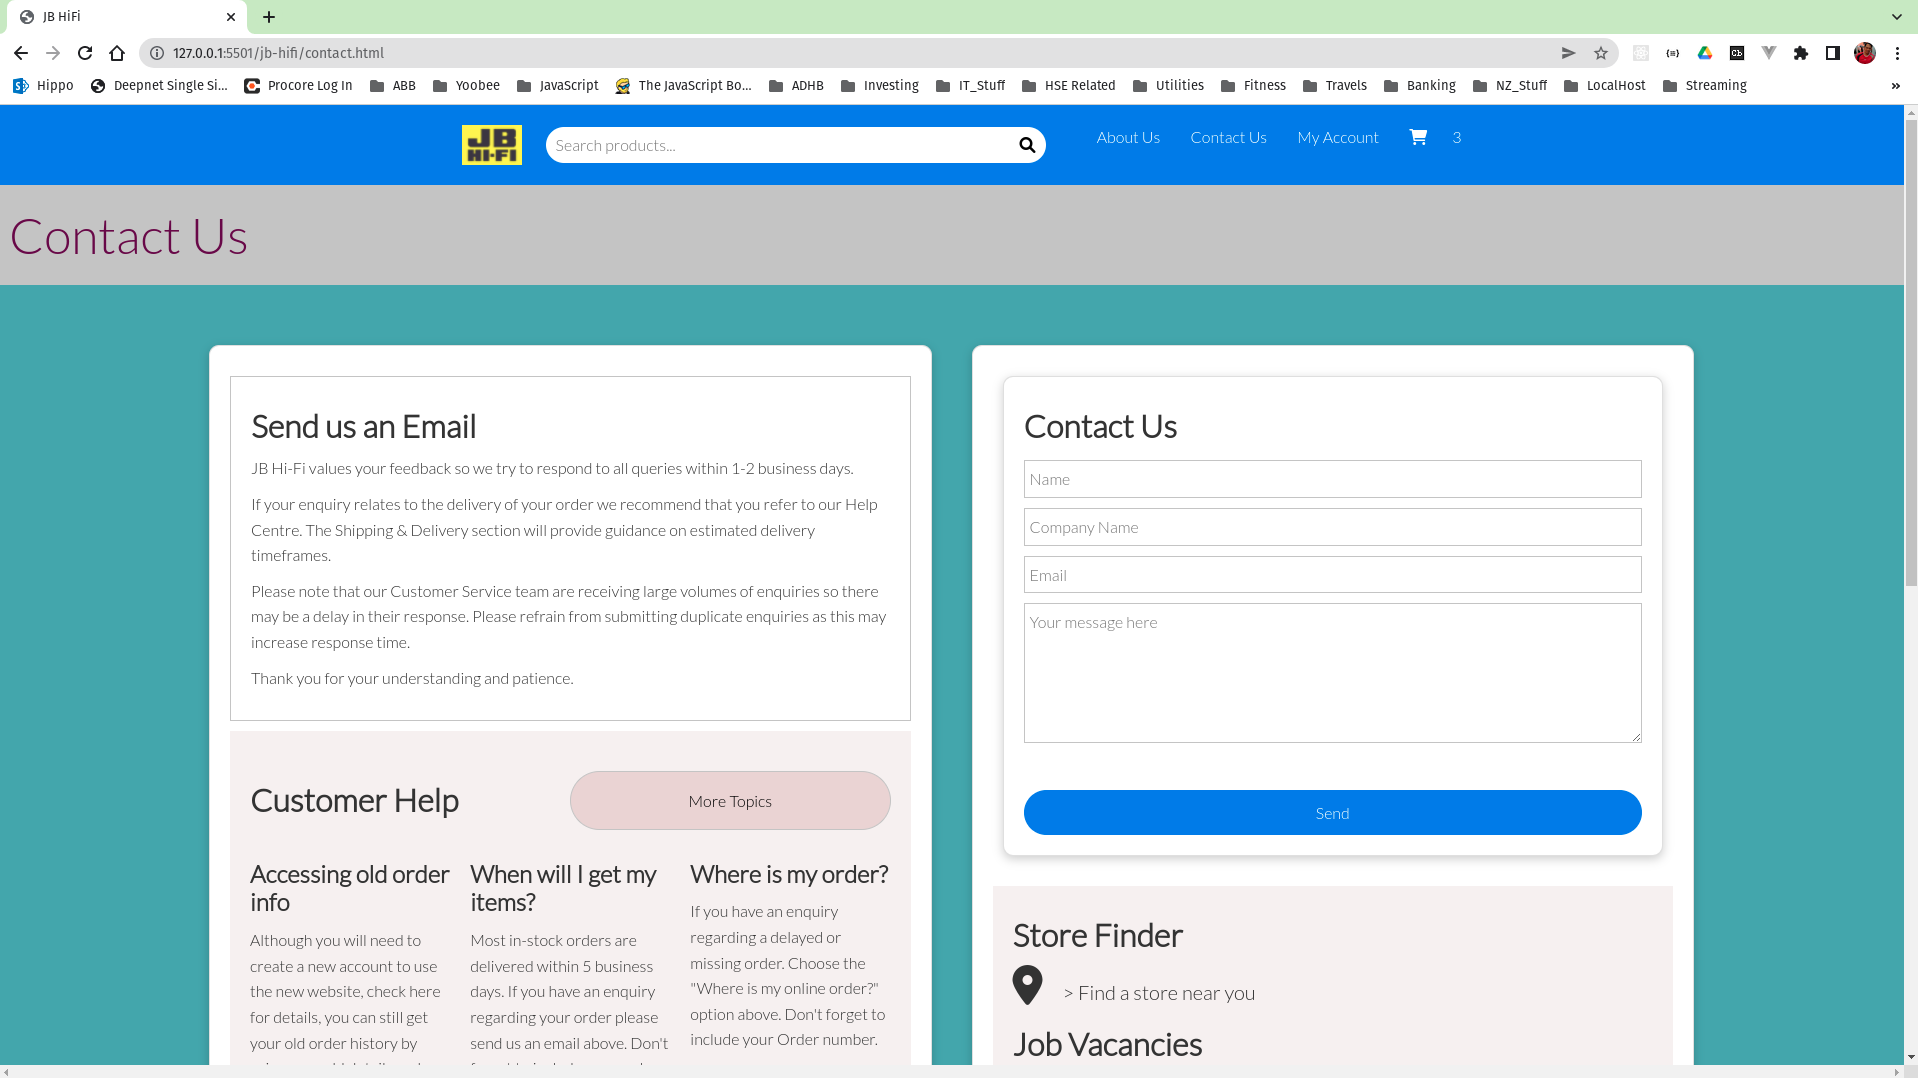 JB HiFi
127.0.0.1:5501/jb-hifi/contact.html
Hippo
Deepnet Single Si...
Procore Log In
ABB
Yoobee
JavaScript
The JavaScript Bo...
ADHB
Investing
IT_Stuff
HSE Related
Utilities
Fitness
Travels
Banking
NZ_Stuff
LocalHost
Streaming
»
JB
HI-FI
Search products...
About Us
Contact Us
My Account
3
Contact Us
Send us an Email
JB Hi-Fi values your feedback so we try to respond to all queries within 1-2 business days.
If your enquiry relates to the delivery of your order we recommend that you refer to our Help
Centre. The Shipping & Delivery section will provide guidance on estimated delivery
timeframes.
Please note that our Customer Service team are receiving large volumes of enquiries so there
may be a delay in their response. Please refrain from submitting duplicate enquiries as this may
increase response time.
Thank you for your understanding and patience.
Customer Help
More Topics
Accessing old order
info
Although you will need to
create a new account to use
the new website, check here
for details, you can still get
your old order history by
When will I get my
items?
Most in-stock orders are
delivered within 5 business
days. If you have an enquiry
regarding your order please
send us an email above. Don't
Where is my order?
If you have an enquiry
regarding a delayed or
missing order. Choose the
"Where is my online order?"
option above. Don't forget to
include your Order number.
Contact Us
Name
Company Name
Email
Your message here
Send
Store Finder
> Find a store near you
Job Vacancies